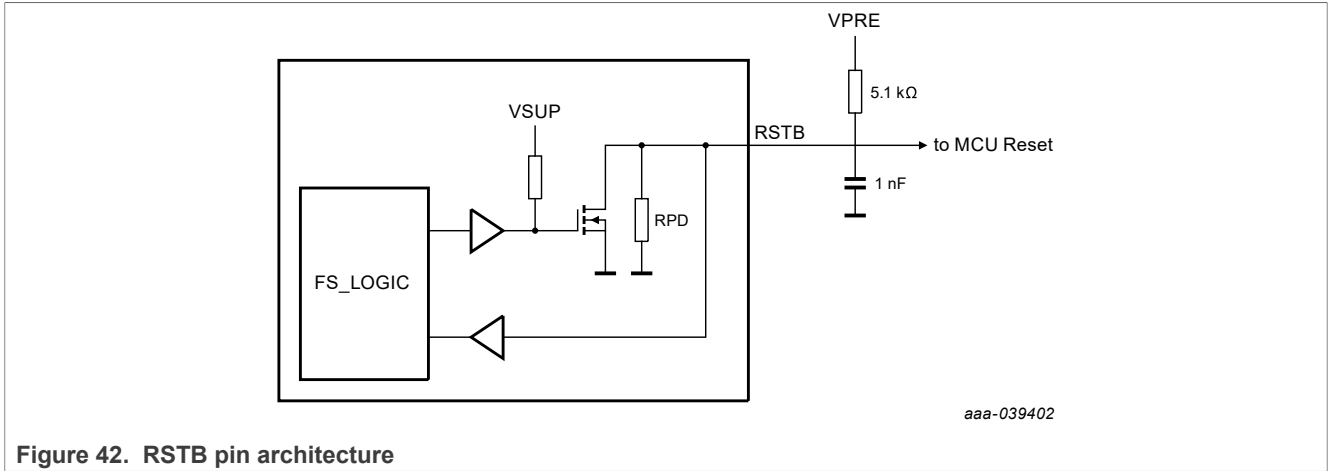 VPRE
5.1 kΩ
VSUP
RSTB
to MCU Reset
1 nF
RPD
FS_LOGIC
aaa-039402
Figure 42. RSTB pin architecture